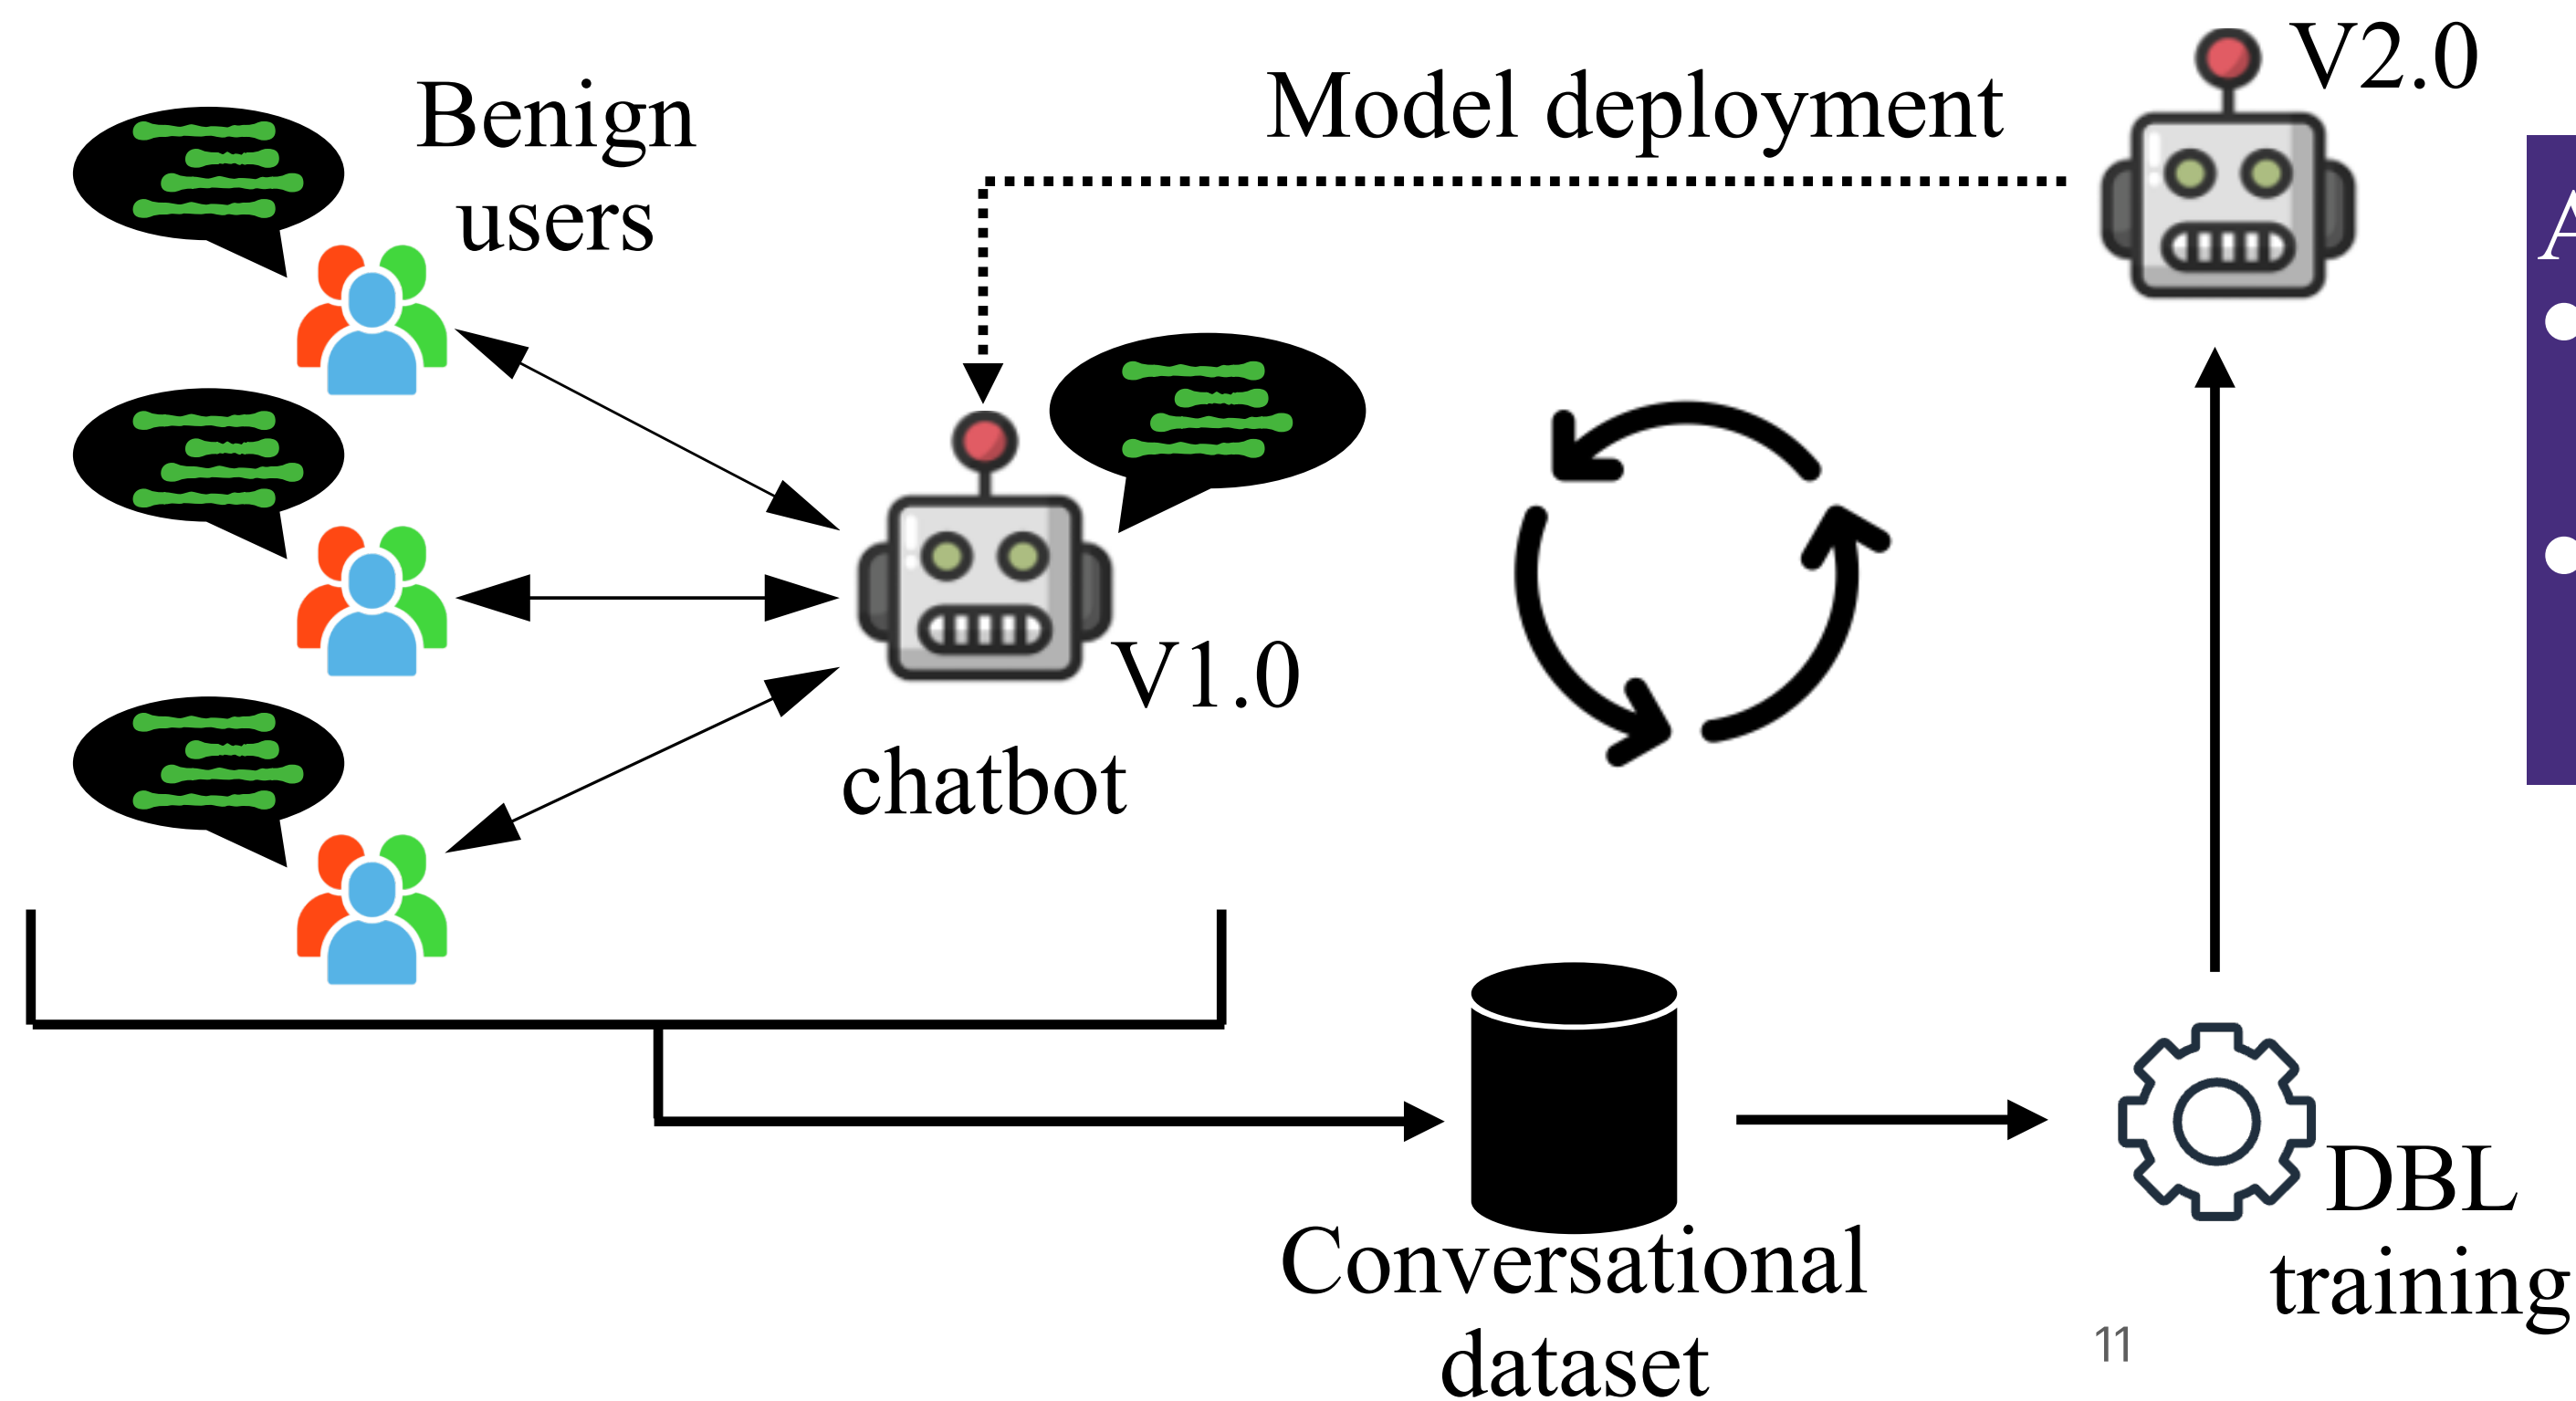 Benign
users
Model deployment
V2.0
V1.0
chatbot
Conversational
dataset
DBL
training
11
A